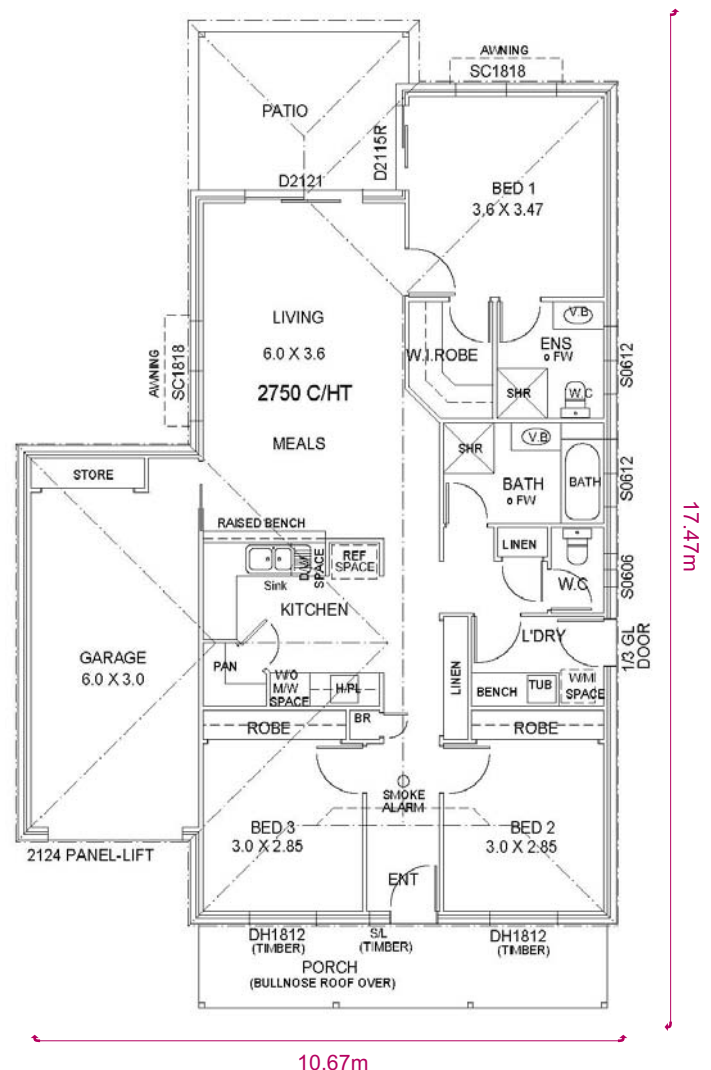 AWNING
SC1818
PATIO
D2115R
D2121
BED 1
3.6 X 3.47
LIVING
6.0 X 3.6
2750 C/HT
MEALS
AWNING
SC1818
W.I.ROBE
V.B
ENS
FW
SHR
W.C
S0612
STORE
SHR
V.B
BATH
FW
BATH
S0612
RAISED BENCH
Sink
D/W
SPACE
REF
SPACE
LINEN
W.C
S0606
KITCHEN
GARAGE
6.0 X 3.0
PAN
W/O
M/W
SPACE
H/PL
LINEN
L'DRY
1/3 GL
DOOR
BENCH
TUB
W/M
SPACE
ROBE
BR
ROBE
SMOKE
ALARM
BED 3
3.0 X 2.85
BED 2
3.0 X 2.85
2124 PANEL-LIFT
ENT
DH1812
(TIMBER)
S/L
(TIMBER)
DH1812
(TIMBER)
PORCH
(BULLNOSE ROOF OVER)
17.47m
10.67m